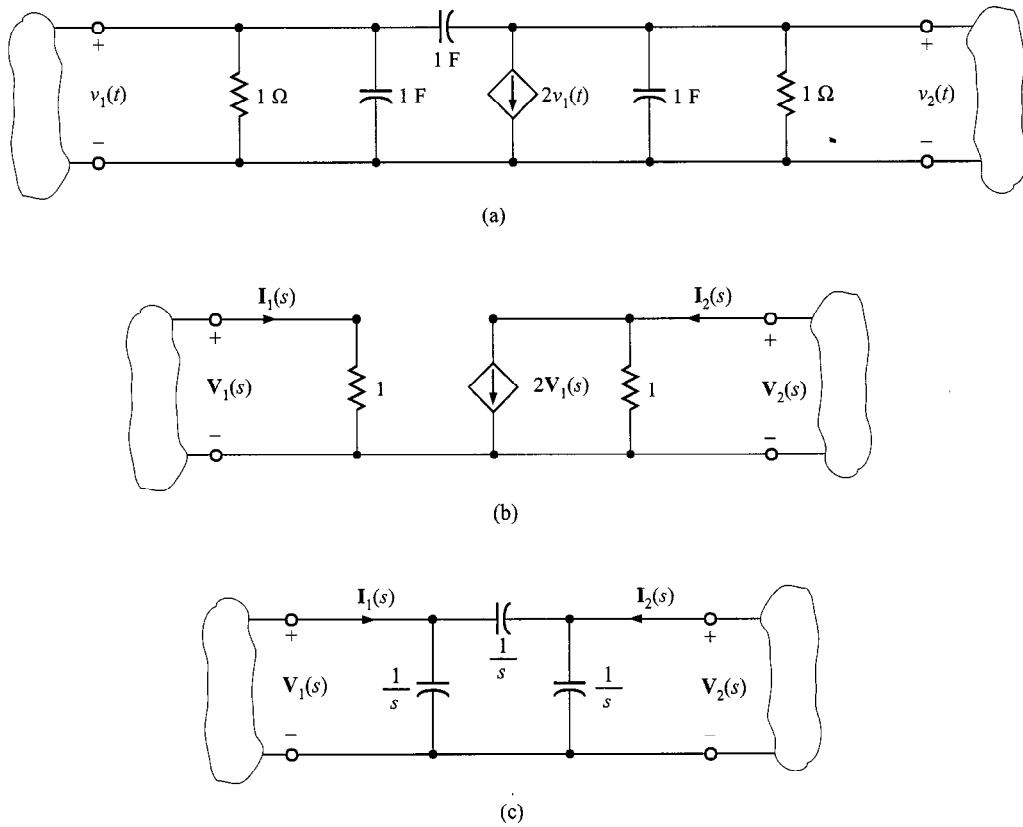 + 1 F +
v₁(t) 1 Ω 1 F 2v₁(t) 1 F 1 Ω v₂(t)
− −
(a)
I₁(s) I₂(s)
+ +
V₁(s) 1 2V₁(s) 1 V₂(s)
− −
(b)
I₁(s) I₂(s)
+ 1/s +
V₁(s) 1/s 1/s V₂(s)
− −
(c)